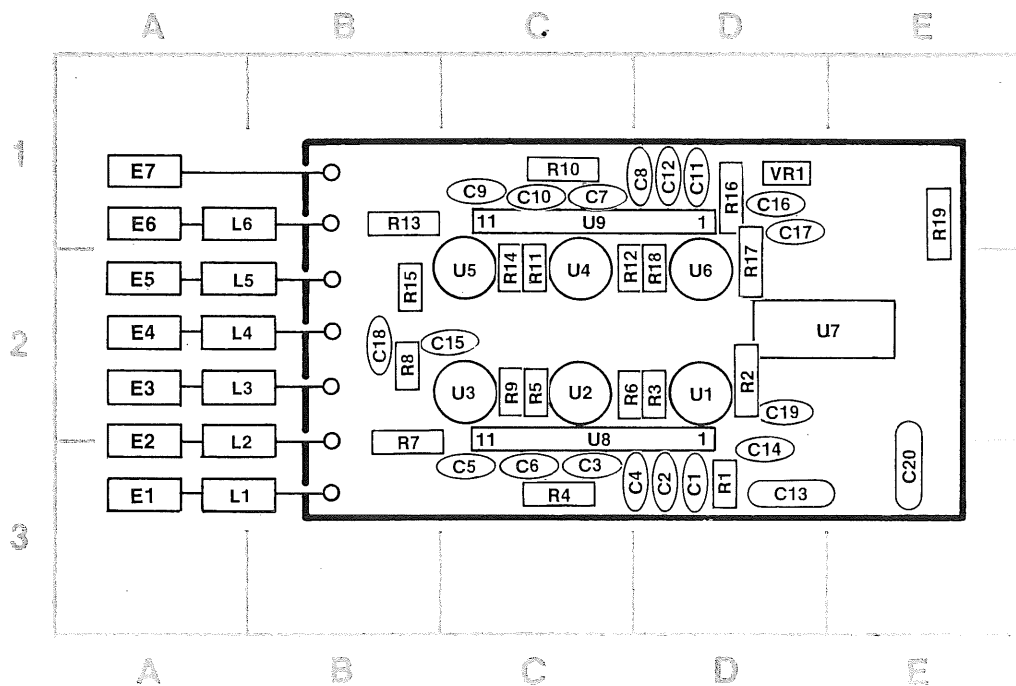 A B C D E
1
E7 R10 C8 C12 C11 R16 VR1
C9 C10 C7 C16
E6 L6 R13 11 U9 1 C17 R19
E5 L5 R15 U5 R14 R11 U4 R12 R18 U6 R17
2
E4 L4 C18 R8 C15 U7
E3 L3 U3 R9 R5 U2 R6 R3 U1 R2 C19
E2 L2 R7 11 U8 1 C14
C5 C6 C3 C20
E1 L1 R4 C4 C2 C1 R1 C13
3
A B C D E